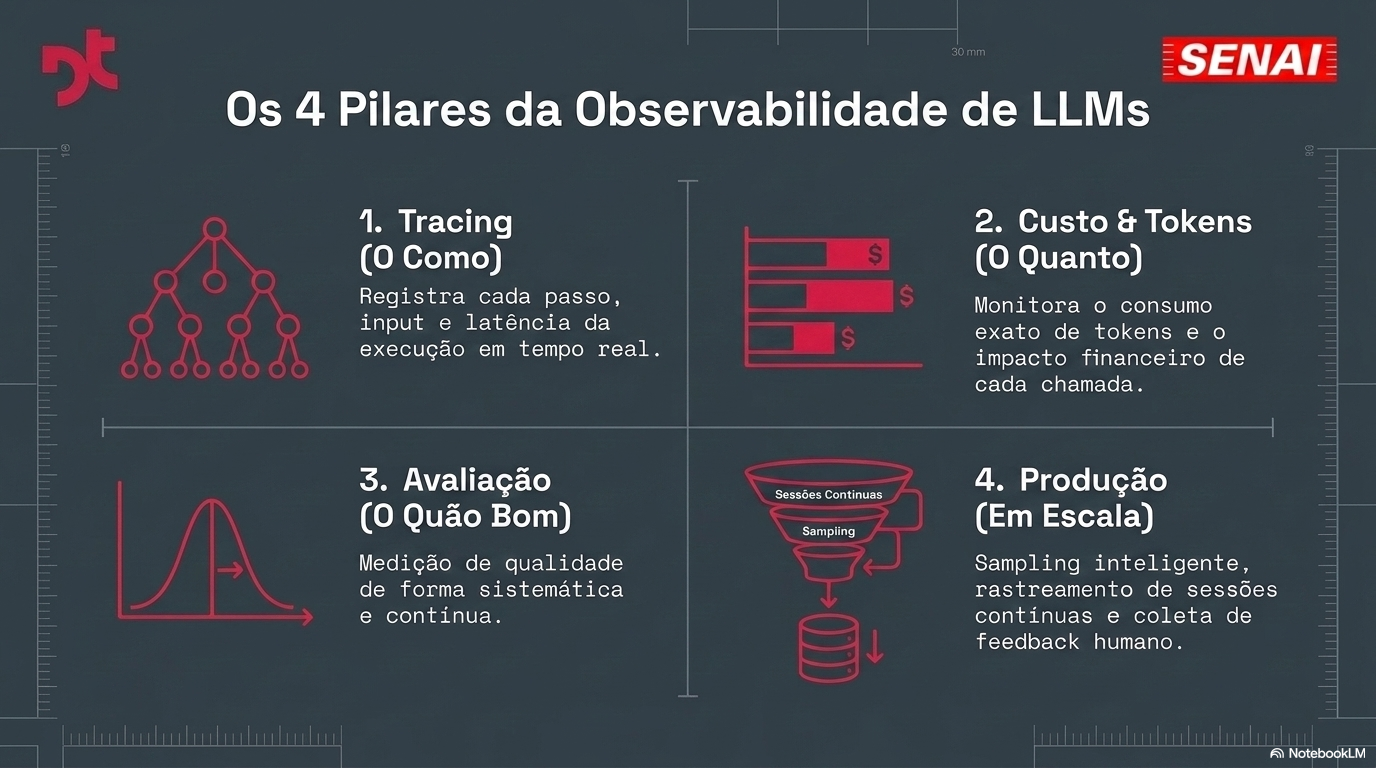 30 mm
SENAI
Os 4 Pilares da Observabilidade de LLMs
1. Tracing
(O Como)
Registra cada passo,
input e latência da
execução em tempo real.
$
$
$
2. Custo & Tokens
(O Quanto)
Monitora o consumo
exato de tokens e o
impacto financeiro de
cada chamada.
3. Avaliação
(O Quão Bom)
Medição de qualidade
de forma sistemática
e contínua.
Sessões Continuas
Sampling
4. Produção
(Em Escala)
Sampling inteligente,
rastreamento de sessões
contínuas e coleta de
feedback humano.
NotebookLM